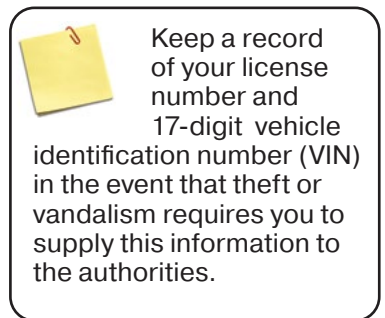 Keep a record
of your license
number and
17-digit vehicle
identification number (VIN)
in the event that theft or
vandalism requires you to
supply this information to
the authorities.